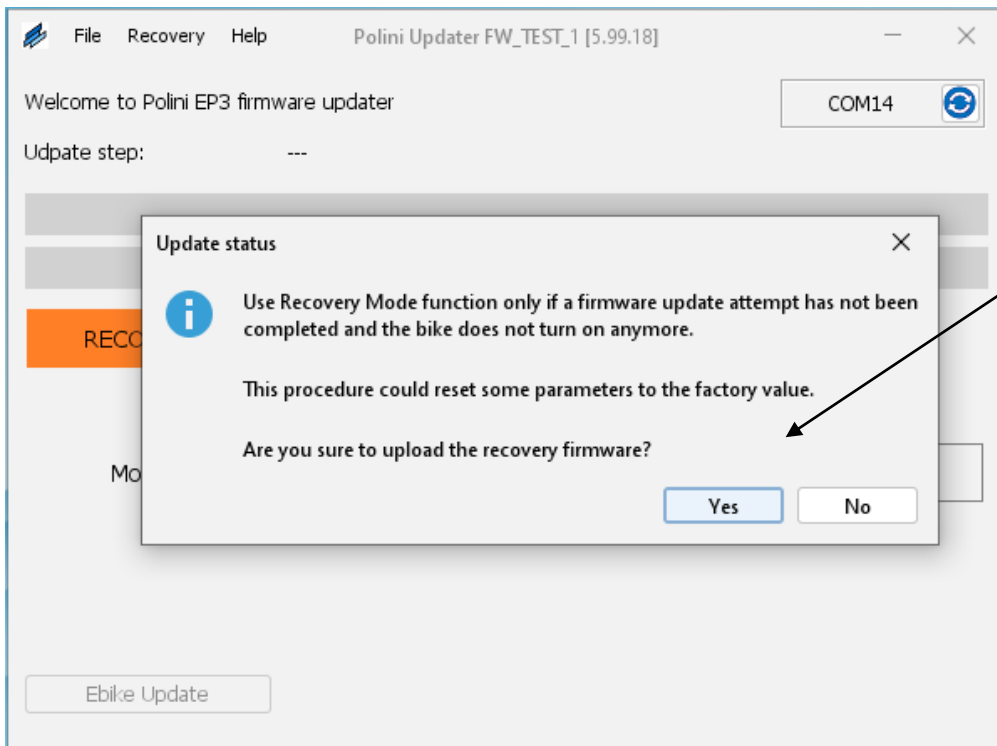 File Recovery Help Polini Updater FW_TEST_1 [5.99.18]
Welcome to Polini EP3 firmware updater
COM14
Udpate step: ---
Update status
Use Recovery Mode function only if a firmware update attempt has not been
completed and the bike does not turn on anymore.
This procedure could reset some parameters to the factory value.
Are you sure to upload the recovery firmware?
Yes No
RECO
Mo
Ebike Update